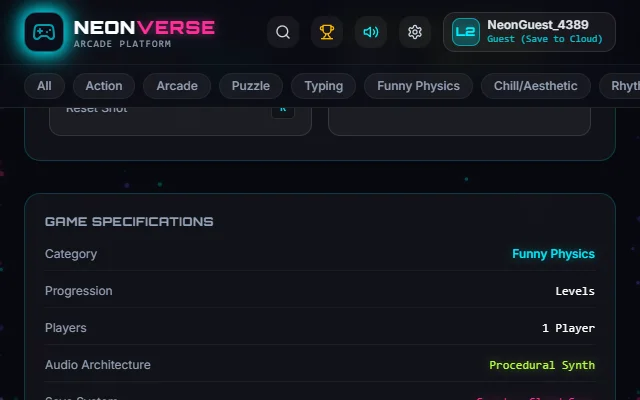 NEONVERSE
ARCADE PLATFORM
L2
NeonGuest_4389
Guest (Save to Cloud)
All
Action
Arcade
Puzzle
Typing
Funny Physics
Chill/Aesthetic
Rhyth
Reset Shot
R
GAME SPECIFICATIONS
Category
Funny Physics
Progression
Levels
Players
1 Player
Audio Architecture
Procedural Synth